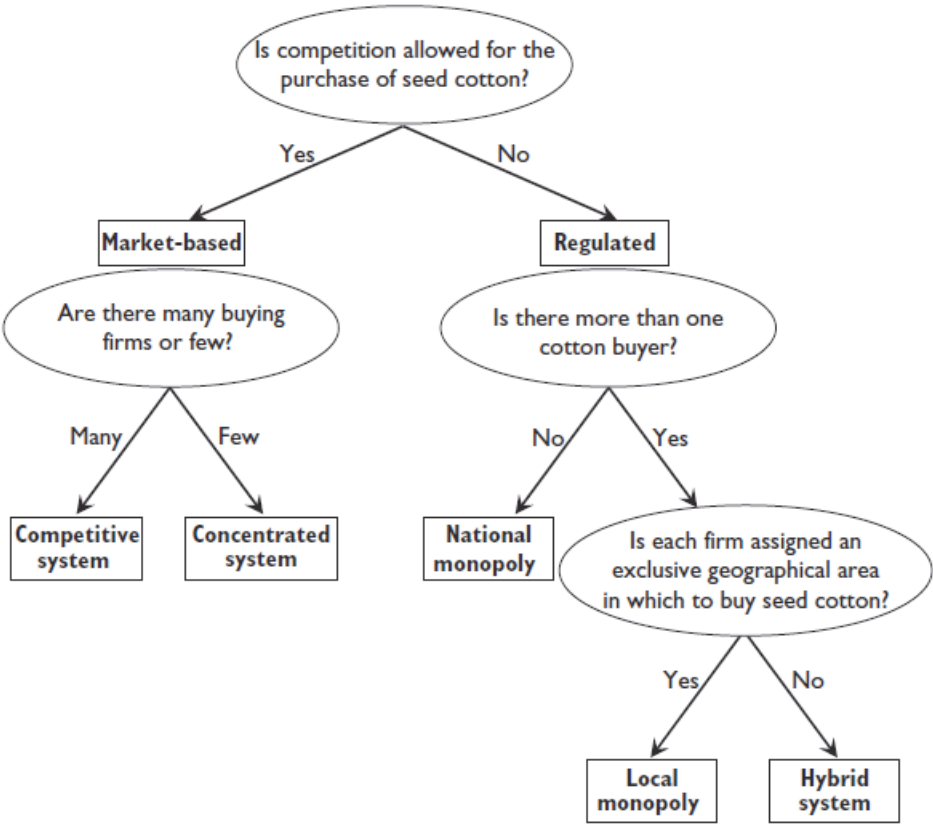 Is competition allowed for the
purchase of seed cotton?
Yes
No
Market-based
Regulated
Are there many buying
firms or few?
Is there more than one
cotton buyer?
Many
Few
No
Yes
Competitive
system
Concentrated
system
National
monopoly
Is each firm assigned an
exclusive geographical area
in which to buy seed cotton?
Yes
No
Local
monopoly
Hybrid
system